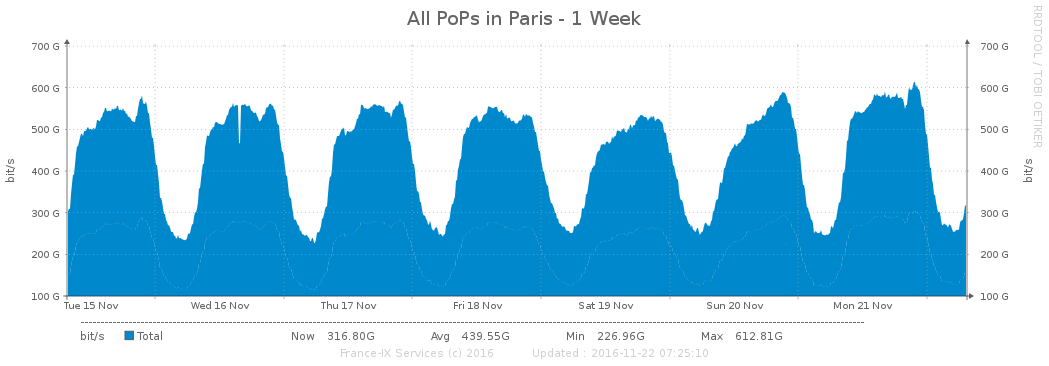 All PoPs in Paris - 1 Week
RRDTOOL / TOBI OETIKER
bit/s
700 G
600 G
500 G
400 G
300 G
200 G
100 G
700 G
600 G
500 G
400 G
300 G
200 G
100 G
bit/s
Tue 15 Nov Wed 16 Nov Thu 17 Nov Fri 18 Nov Sat 19 Nov Sun 20 Nov Mon 21 Nov
bit/s Total Now 316.80G Avg 439.55G Min 226.96G Max 612.81G
France-IX Services (c) 2016 Updated : 2016-11-22 07:25:10